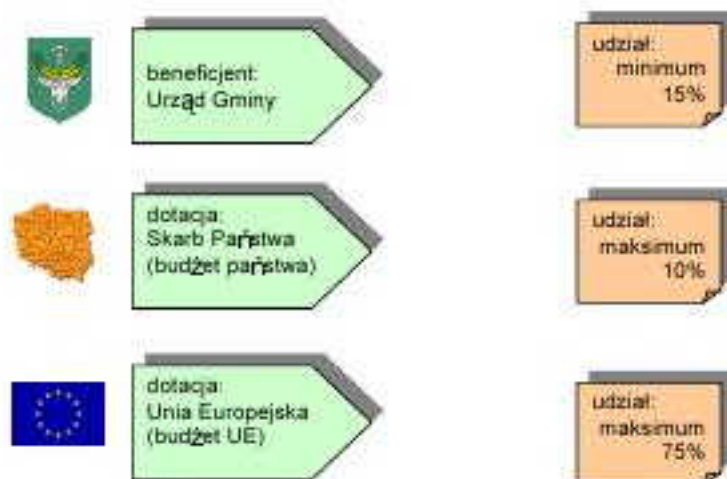 beneficjent:
Urząd Gminy
udział:
minimum
15%
dotacja:
Skarb Państwa
(budżet państwa)
udział:
maksimum
10%
dotacja:
Unia Europejska
(budżet UE)
udział:
maksimum
75%